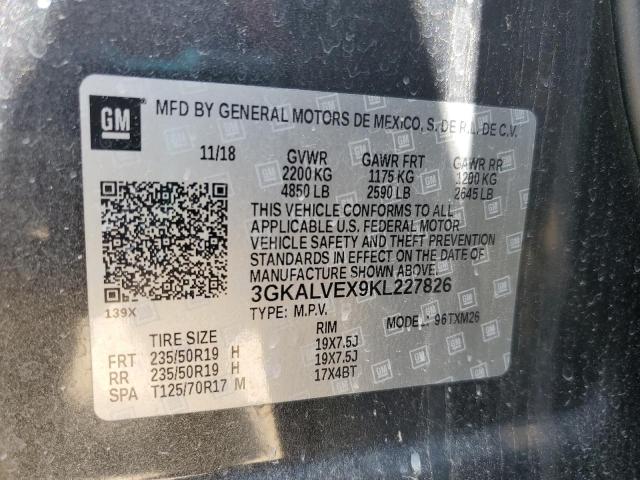 GM
MFD BY GENERAL MOTORS DE MEXICO, S. DE R.L. DE C.V.
11/18 GVWR GAWR FRT GAWR RR
2200 KG 1175 KG 1200 KG
4850 LB 2590 LB 2645 LB
THIS VEHICLE CONFORMS TO ALL
APPLICABLE U.S. FEDERAL MOTOR
VEHICLE SAFETY AND THEFT PREVENTION
STANDARDS IN EFFECT ON THE DATE OF
MANUFACTURE SHOWN ABOVE.
3GKALVEX9KL227826
139X
TYPE: M.P.V. MODEL: 96TXM26
TIRE SIZE RIM
FRT 235/50R19 H 19X7.5J
RR 235/50R19 H 19X7.5J
SPA T125/70R17 M 17X4BT